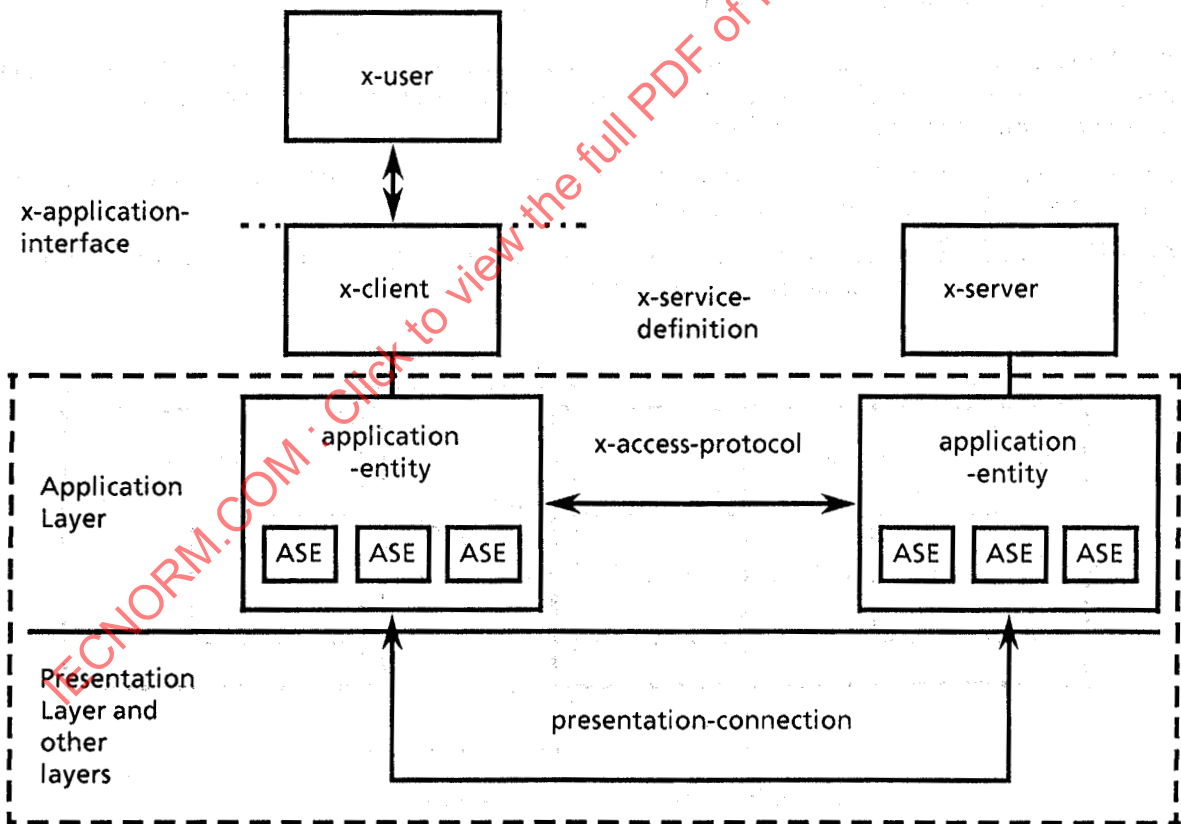 x-user
x-application-
interface
x-client
x-service-
definition
x-server
application
-entity
x-access-protocol
application
-entity
Application
Layer
ASE ASE ASE
ASE ASE ASE
Presentation
Layer and
other
layers
presentation-connection
IECNORM.COM : Click to view the full PDF of